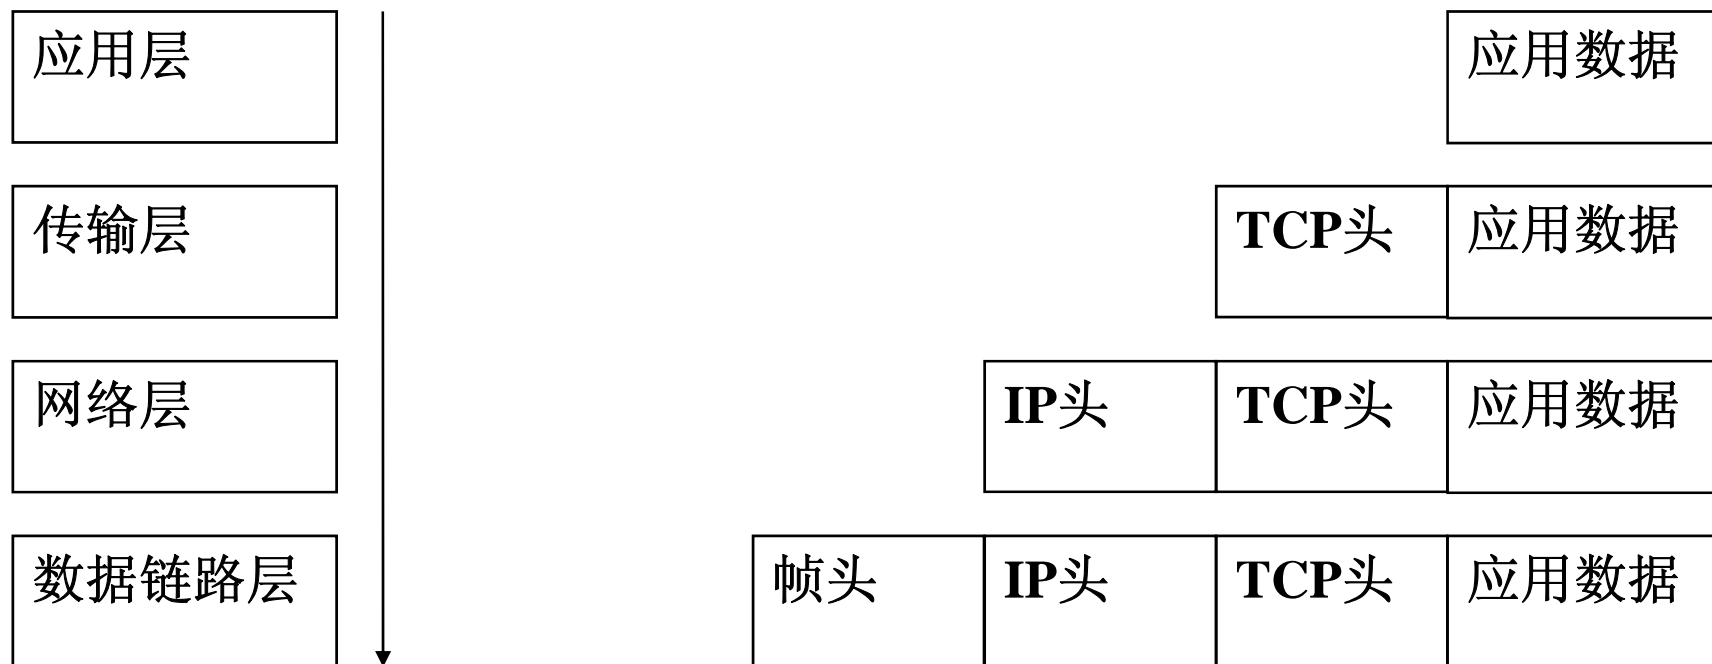 应用层 应用数据
传输层 TCP头 应用数据
网络层 IP头 TCP头 应用数据
数据链路层 帧头 IP头 TCP头 应用数据